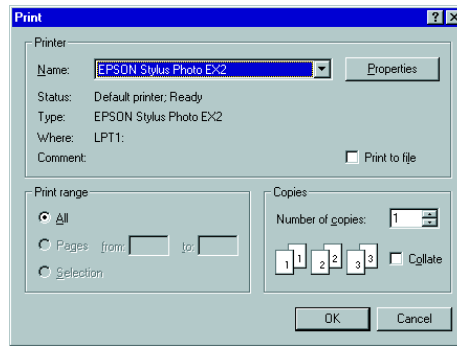 Print
Printer
Name: EPSON Stylus Photo EX2 Properties
Status: Default printer; Ready
Type: EPSON Stylus Photo EX2
Where: LPT1:
Comment: Print to file
Print range
All
Pages from: to:
Selection
Copies
Number of copies: 1
1 1 2 2 3 3 Collate
OK Cancel